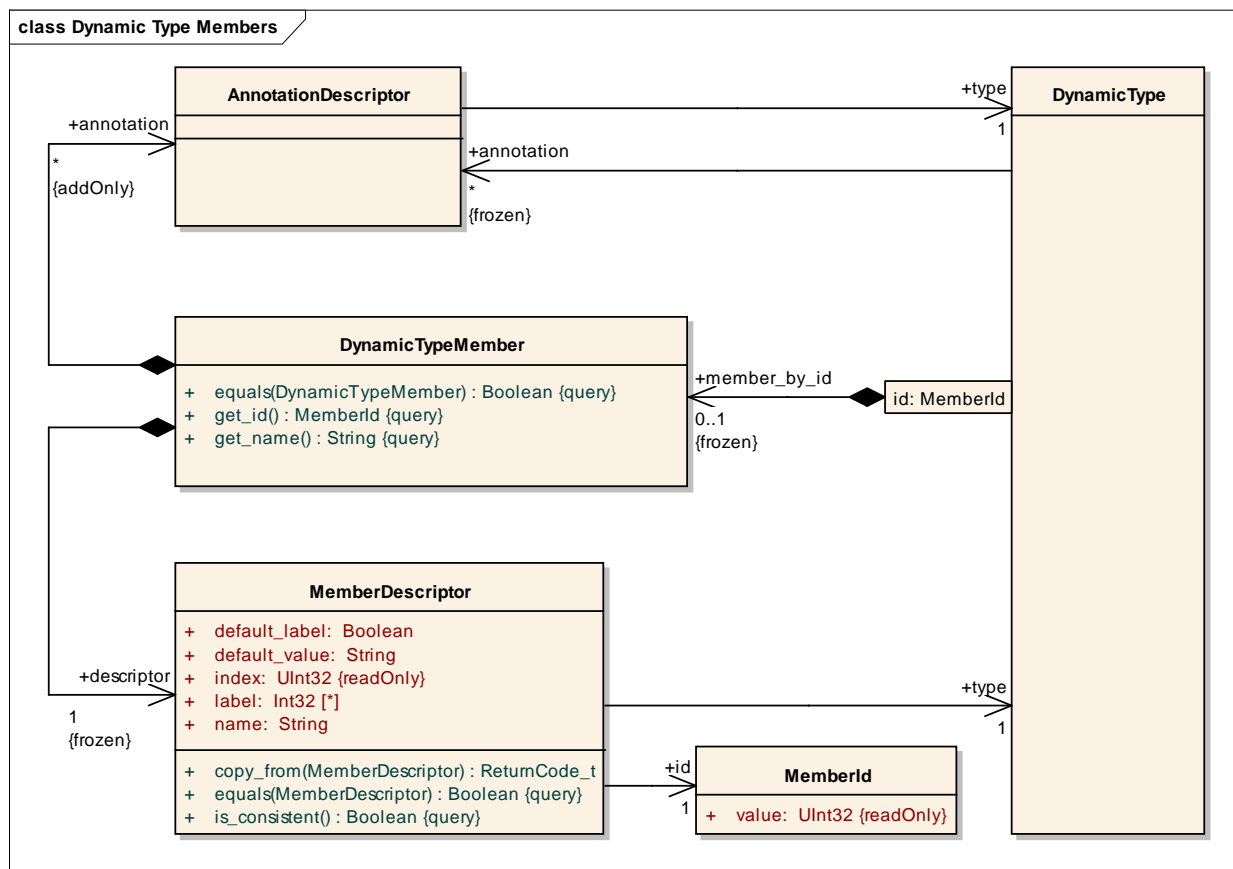 class Dynamic Type Members
AnnotationDescriptor
DynamicType
+type
1
+annotation
*
{addOnly}
+annotation
*
{frozen}
DynamicTypeMember
+ equals(DynamicTypeMember) : Boolean {query}
+ get_id() : MemberId {query}
+ get_name() : String {query}
+member_by_id
0..1
{frozen}
id: MemberId
MemberDescriptor
+ default_label: Boolean
+ default_value: String
+ index: UInt32 {readOnly}
+ label: Int32 [*]
+ name: String
+ copy_from(MemberDescriptor) : ReturnCode_t
+ equals(MemberDescriptor) : Boolean {query}
+ is_consistent() : Boolean {query}
+descriptor
1
{frozen}
+type
1
+id
1
MemberId
+ value: UInt32 {readOnly}